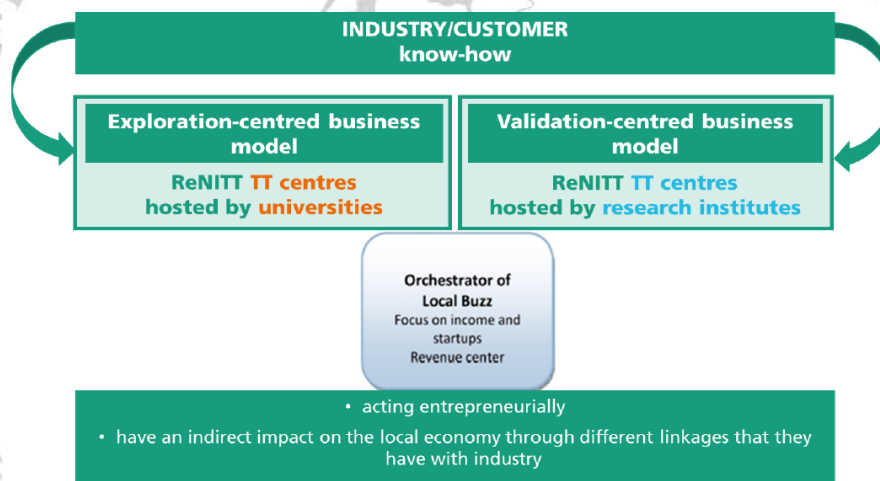 INDUSTRY/CUSTOMER
know-how
Exploration-centred business
model
ReNITT TT centres
hosted by universities
Validation-centred business
model
ReNITT TT centres
hosted by research institutes
Orchestrator of
Local Buzz
Focus on income and
startups
Revenue center
• acting entrepreneurially
• have an indirect impact on the local economy through different linkages that they
have with industry